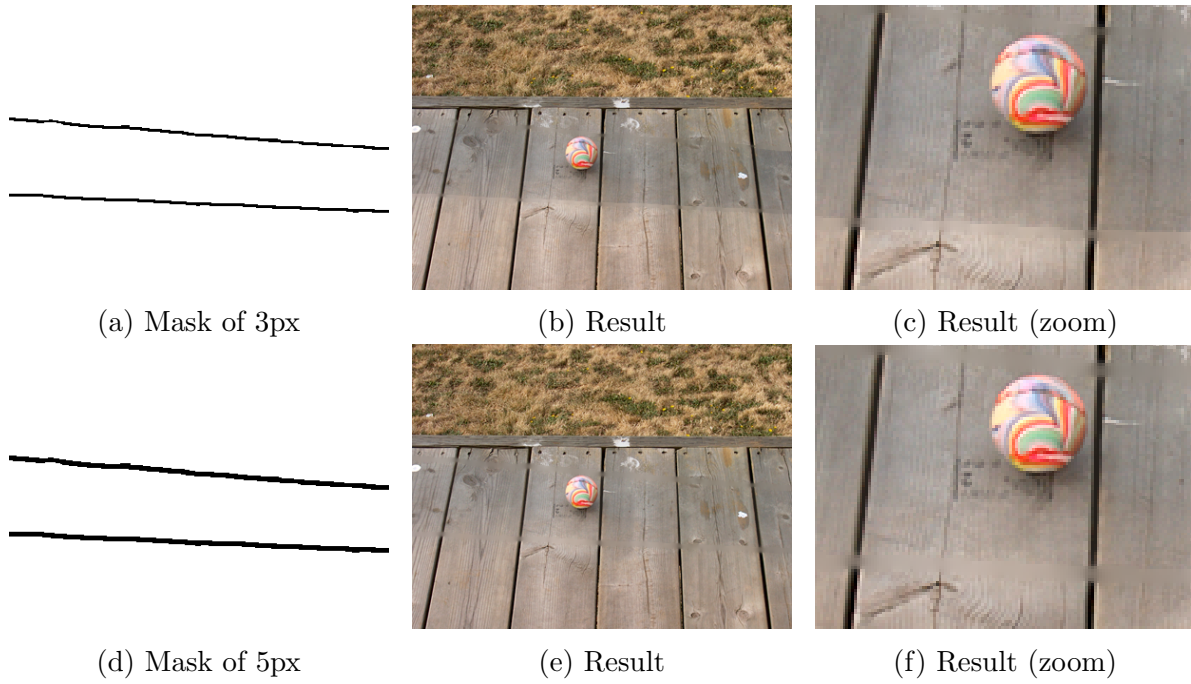 (a) Mask of 3px
(b) Result
(c) Result (zoom)
(d) Mask of 5px
(e) Result
(f) Result (zoom)